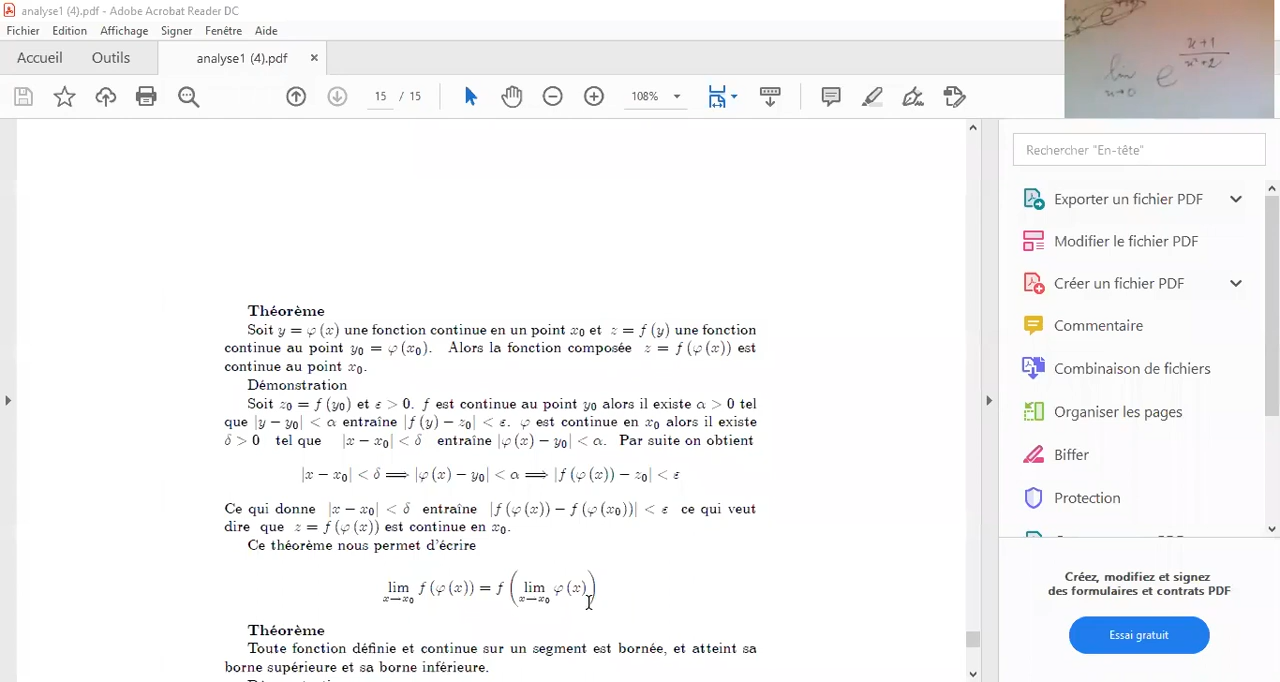 analyse1 (4).pdf - Adobe Acrobat Reader DC
Fichier Edition Affichage Signer Fenêtre Aide
Accueil Outils analyse1 (4).pdf ×
15 / 15 108%
lim x→0 e^(x+1)/(x²+2)
Rechercher "En-tête"
Exporter un fichier PDF
Modifier le fichier PDF
Créer un fichier PDF
Commentaire
Combinaison de fichiers
Organiser les pages
Biffer
Protection
Créez, modifiez et signez
des formulaires et contrats PDF
Essai gratuit
Théorème
Soit y = φ (x) une fonction continue en un point x₀ et z = f (y) une fonction
continue au point y₀ = φ (x₀). Alors la fonction composée z = f (φ (x)) est
continue au point x₀.
Démonstration
Soit z₀ = f (y₀) et ε > 0. f est continue au point y₀ alors il existe α > 0 tel
que |y − y₀| < α entraîne |f (y) − z₀| < ε. φ est continue en x₀ alors il existe
δ > 0 tel que |x − x₀| < δ entraîne |φ (x) − y₀| < α. Par suite on obtient
|x − x₀| < δ ⟹ |φ (x) − y₀| < α ⟹ |f (φ (x)) − z₀| < ε
Ce qui donne |x − x₀| < δ entraîne |f (φ (x)) − f (φ (x₀))| < ε ce qui veut
dire que z = f (φ (x)) est continue en x₀.
Ce théorème nous permet d'écrire
lim x→x₀ f (φ (x)) = f ( lim x→x₀ φ (x) )
Théorème
Toute fonction définie et continue sur un segment est bornée, et atteint sa
borne supérieure et sa borne inférieure.